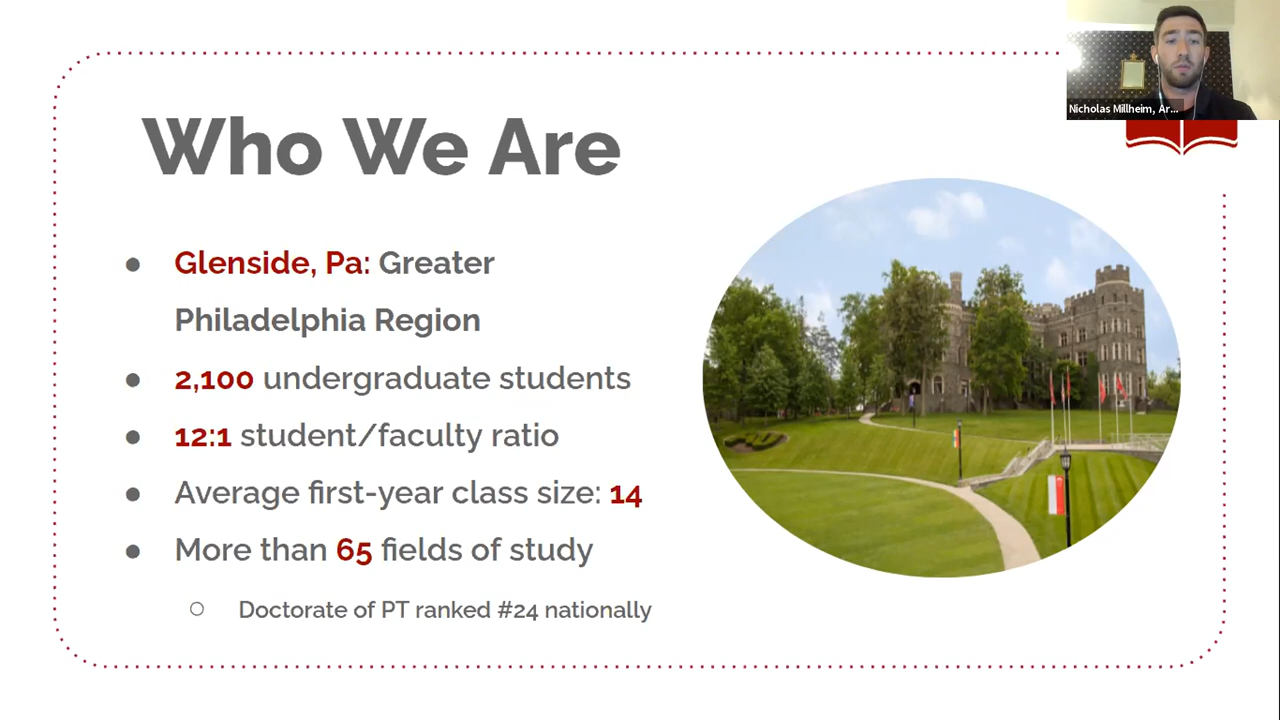 Who We Are
Glenside, Pa: Greater
Philadelphia Region
2,100 undergraduate students
12:1 student/faculty ratio
Average first-year class size: 14
More than 65 fields of study
Doctorate of PT ranked #24 nationally
Nicholas Millheim, Ar...